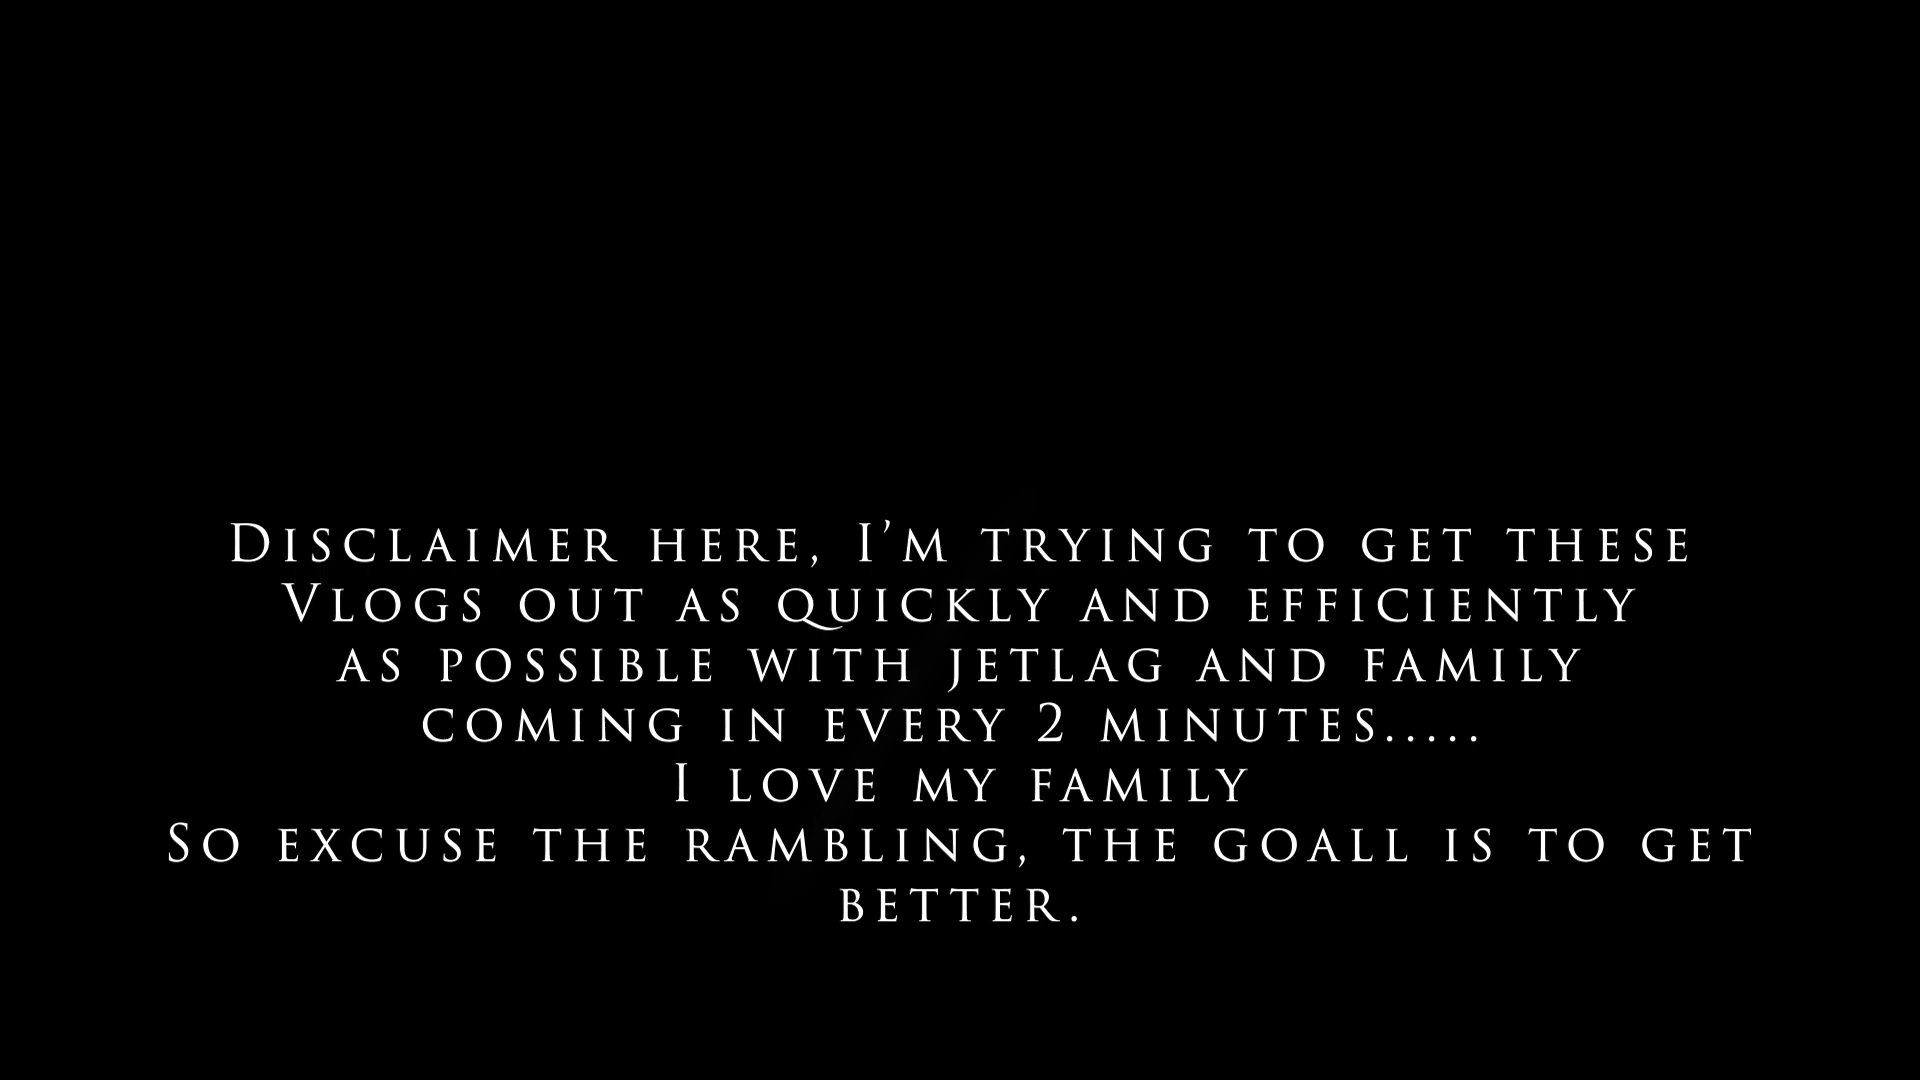 Disclaimer here, I’m trying to get these
Vlogs out as quickly and efficiently
as possible with jetlag and family
coming in every 2 minutes.....
I love my family
So excuse the rambling, the goall is to get
better.